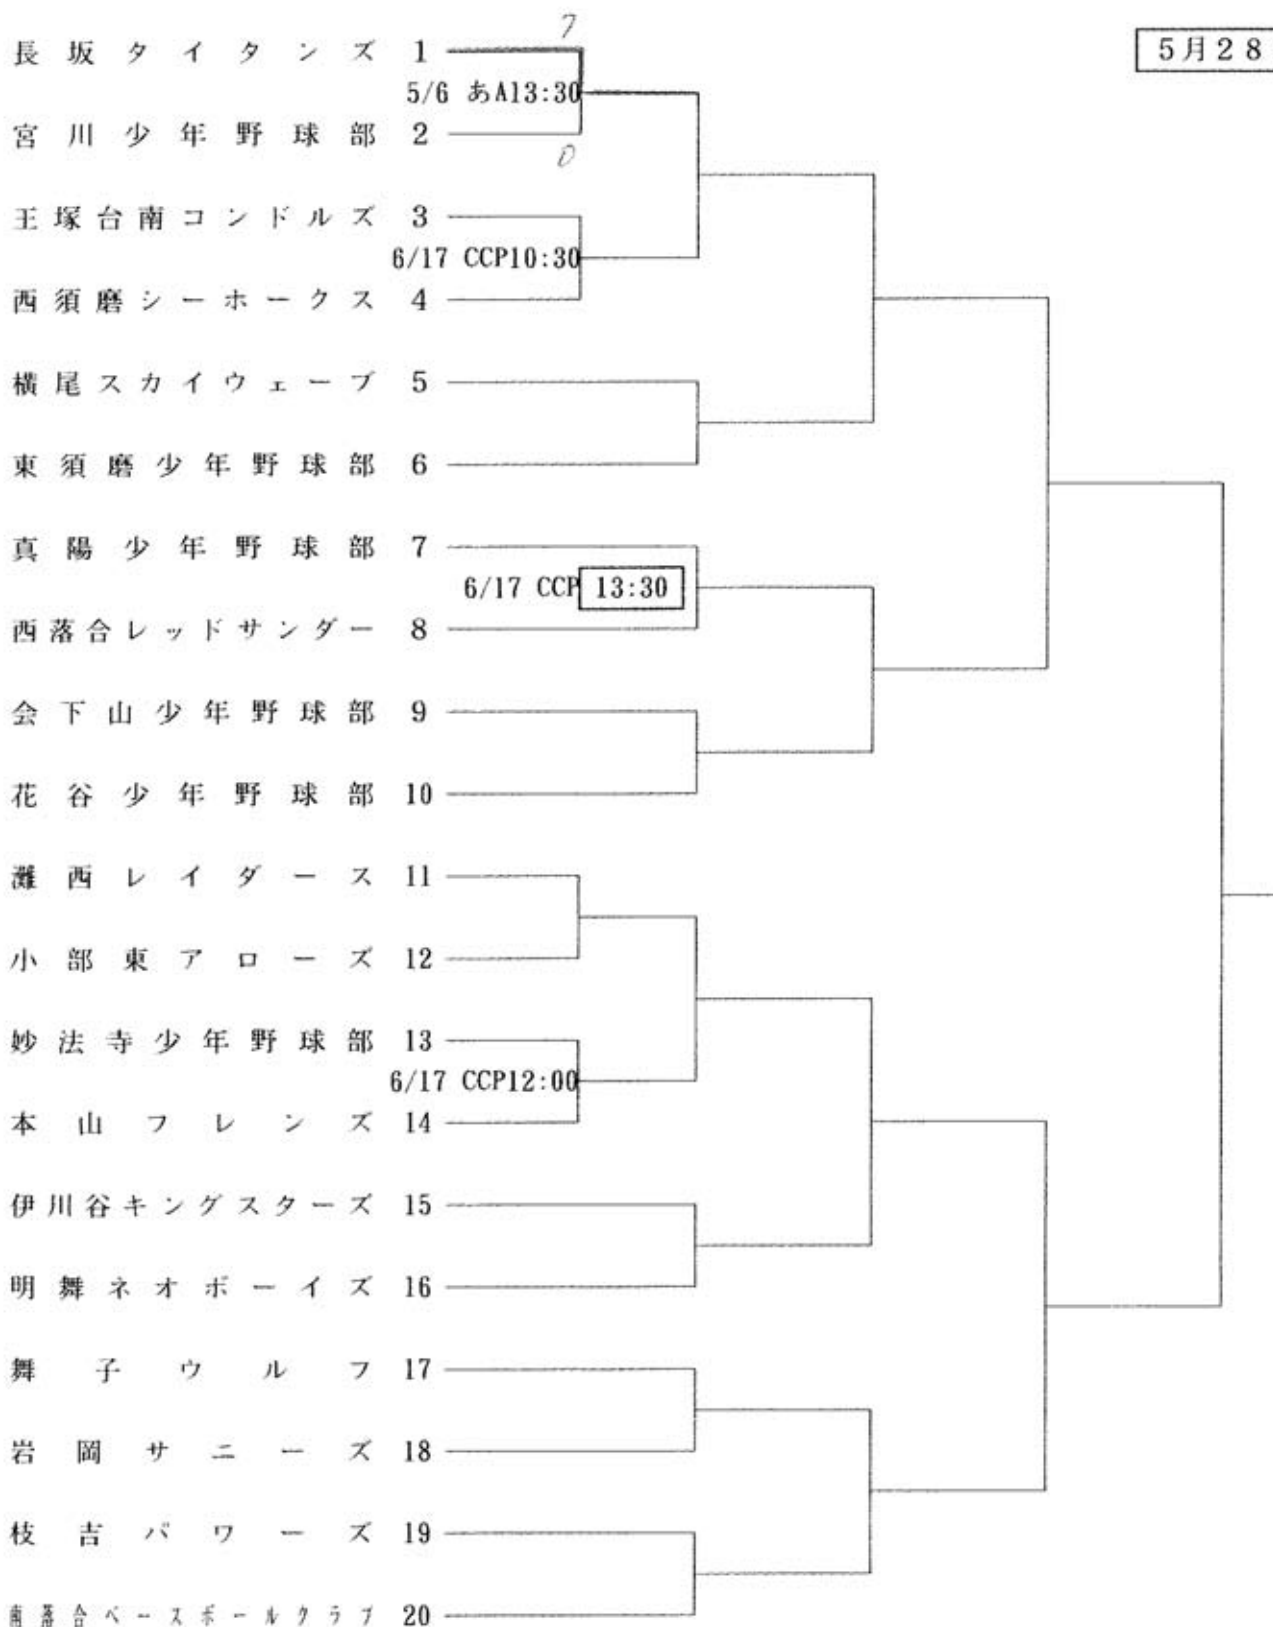 7
長坂タイタンズ 1
5月28
5/6 あA13:30
宮川少年野球部 2
0
王塚台南コンドルズ 3
6/17 CCP10:30
西須磨シーホークス 4
横尾スカイウェーブ 5
東須磨少年野球部 6
真陽少年野球部 7
6/17 CCP 13:30
西落合レッドサンダー 8
会下山少年野球部 9
花谷少年野球部 10
灘西レイダース 11
小部東アローズ 12
妙法寺少年野球部 13
6/17 CCP12:00
本山フレンズ 14
伊川谷キングスターズ 15
明舞ネオボーイズ 16
舞子ウルフ 17
岩岡サニーズ 18
枝吉パワーズ 19
南落合ベースボールクラブ 20